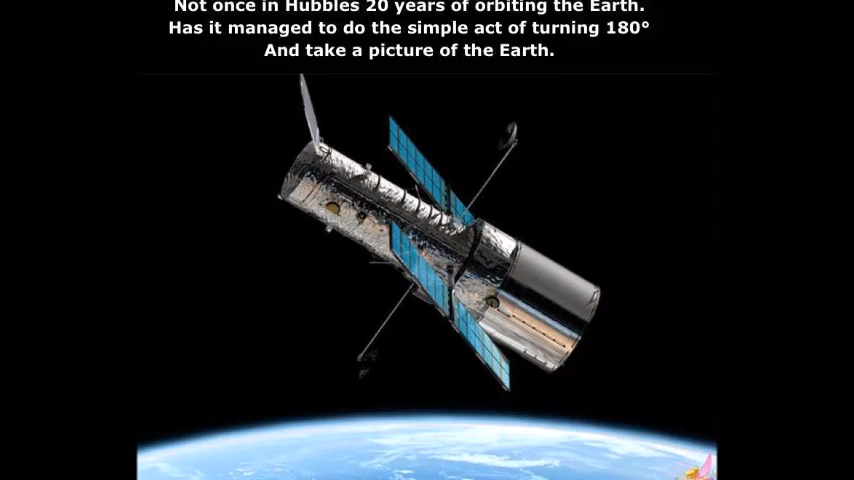 Not once in Hubbles 20 years of orbiting the Earth.
Has it managed to do the simple act of turning 180°
And take a picture of the Earth.